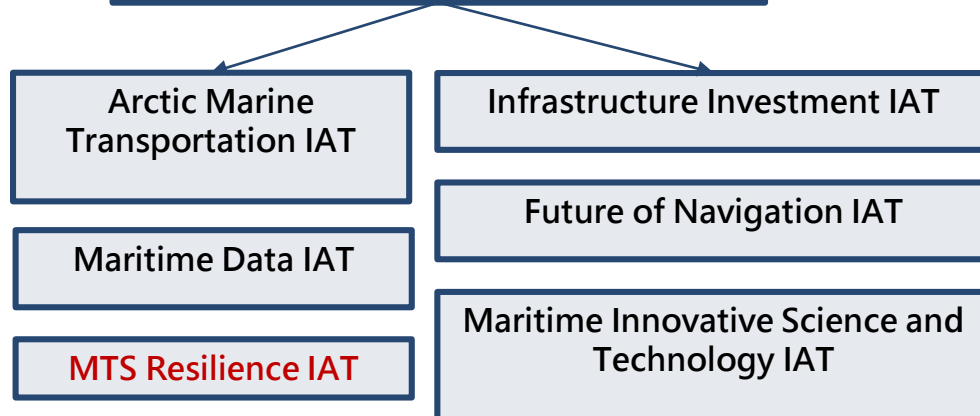 Arctic Marine
Transportation IAT
Maritime Data IAT
MTS Resilience IAT
Infrastructure Investment IAT
Future of Navigation IAT
Maritime Innovative Science and
Technology IAT